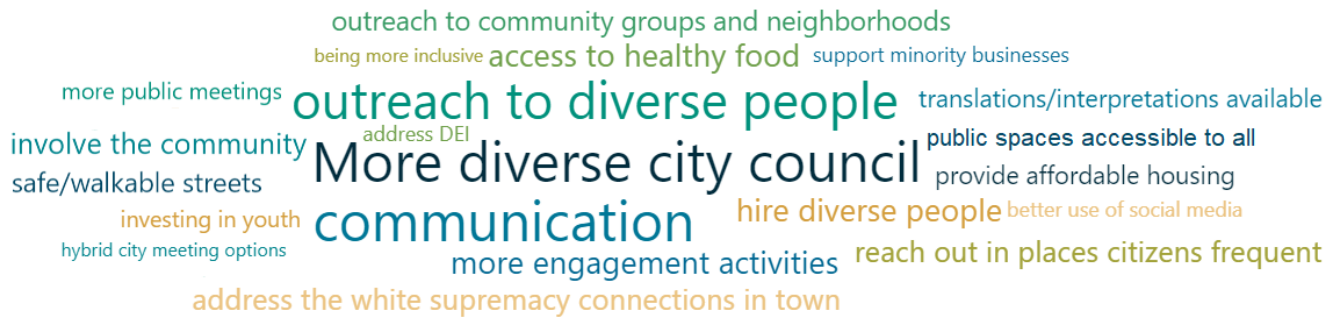 outreach to community groups and neighborhoods
being more inclusive
access to healthy food
support minority businesses
more public meetings
outreach to diverse people
translations/interpretations available
address DEI
involve the community
More diverse city council
public spaces accessible to all
safe/walkable streets
provide affordable housing
investing in youth
communication
hire diverse people
better use of social media
hybrid city meeting options
more engagement activities
reach out in places citizens frequent
address the white supremacy connections in town